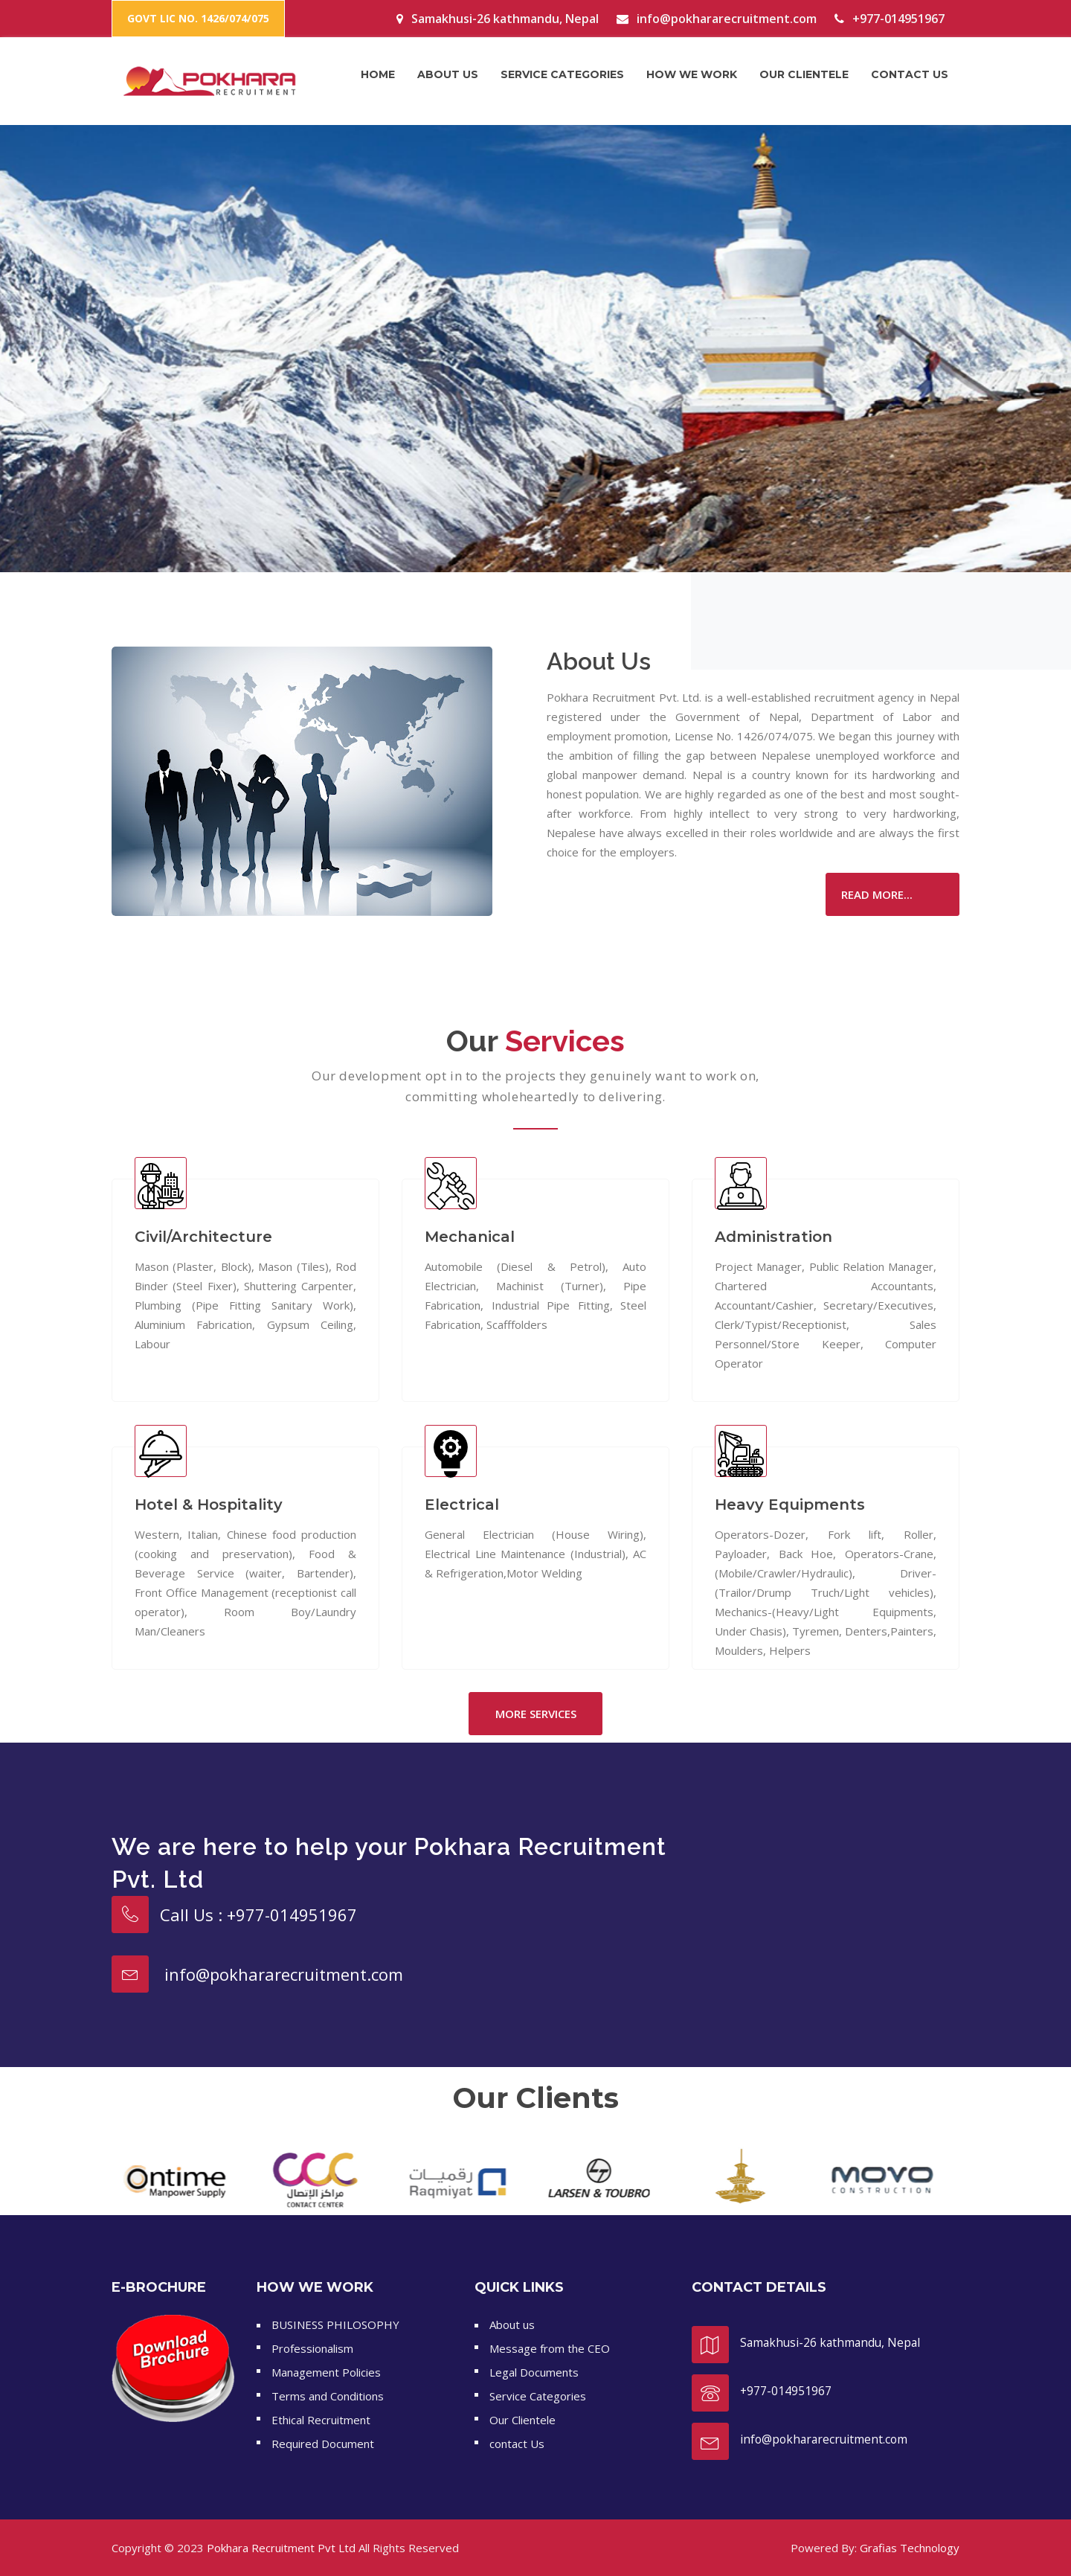 GOVT LIC NO. 1426/074/075
Samakhusi-26 kathmandu, Nepal
info@pokhararecruitment.com
+977-014951967
POKHARA
RECRUITMENT
HOME
ABOUT US
SERVICE CATEGORIES
HOW WE WORK
OUR CLIENTELE
CONTACT US
About Us
Pokhara Recruitment Pvt. Ltd. is a well-established recruitment agency in Nepal
registered under the Government of Nepal, Department of Labor and
employment promotion, License No. 1426/074/075. We began this journey with
the ambition of filling the gap between Nepalese unemployed workforce and
global manpower demand. Nepal is a country known for its hardworking and
honest population. We are highly regarded as one of the best and most sought-
after workforce. From highly intellect to very strong to very hardworking,
Nepalese have always excelled in their roles worldwide and are always the first
choice for the employers.
READ MORE...
Our Services
Our development opt in to the projects they genuinely want to work on,
committing wholeheartedly to delivering.
Civil/Architecture
Mason (Plaster, Block), Mason (Tiles), Rod
Binder (Steel Fixer), Shuttering Carpenter,
Plumbing (Pipe Fitting Sanitary Work),
Aluminium Fabrication, Gypsum Ceiling,
Labour
Mechanical
Automobile (Diesel & Petrol), Auto
Electrician, Machinist (Turner), Pipe
Fabrication, Industrial Pipe Fitting, Steel
Fabrication, Scafffolders
Administration
Project Manager, Public Relation Manager,
Chartered Accountants,
Accountant/Cashier, Secretary/Executives,
Clerk/Typist/Receptionist, Sales
Personnel/Store Keeper, Computer
Operator
Hotel & Hospitality
Western, Italian, Chinese food production
(cooking and preservation), Food &
Beverage Service (waiter, Bartender),
Front Office Management (receptionist call
operator), Room Boy/Laundry
Man/Cleaners
Electrical
General Electrician (House Wiring),
Electrical Line Maintenance (Industrial), AC
& Refrigeration,Motor Welding
Heavy Equipments
Operators-Dozer, Fork lift, Roller,
Payloader, Back Hoe, Operators-Crane,
(Mobile/Crawler/Hydraulic), Driver-
(Trailor/Drump Truch/Light vehicles),
Mechanics-(Heavy/Light Equipments,
Under Chasis), Tyremen, Denters,Painters,
Moulders, Helpers
MORE SERVICES
We are here to help your Pokhara Recruitment
Pvt. Ltd
Call Us : +977-014951967
info@pokhararecruitment.com
Our Clients
Ontime
Manpower Supply
CCC
مراكز الإتصال
CONTACT CENTER
رقميات
Raqmiyat
LARSEN & TOUBRO
MOVO
CONSTRUCTION
E-BROCHURE
Download
Brochure
HOW WE WORK
BUSINESS PHILOSOPHY
Professionalism
Management Policies
Terms and Conditions
Ethical Recruitment
Required Document
QUICK LINKS
About us
Message from the CEO
Legal Documents
Service Categories
Our Clientele
contact Us
CONTACT DETAILS
Samakhusi-26 kathmandu, Nepal
+977-014951967
info@pokhararecruitment.com
Copyright © 2023 Pokhara Recruitment Pvt Ltd All Rights Reserved
Powered By: Grafias Technology